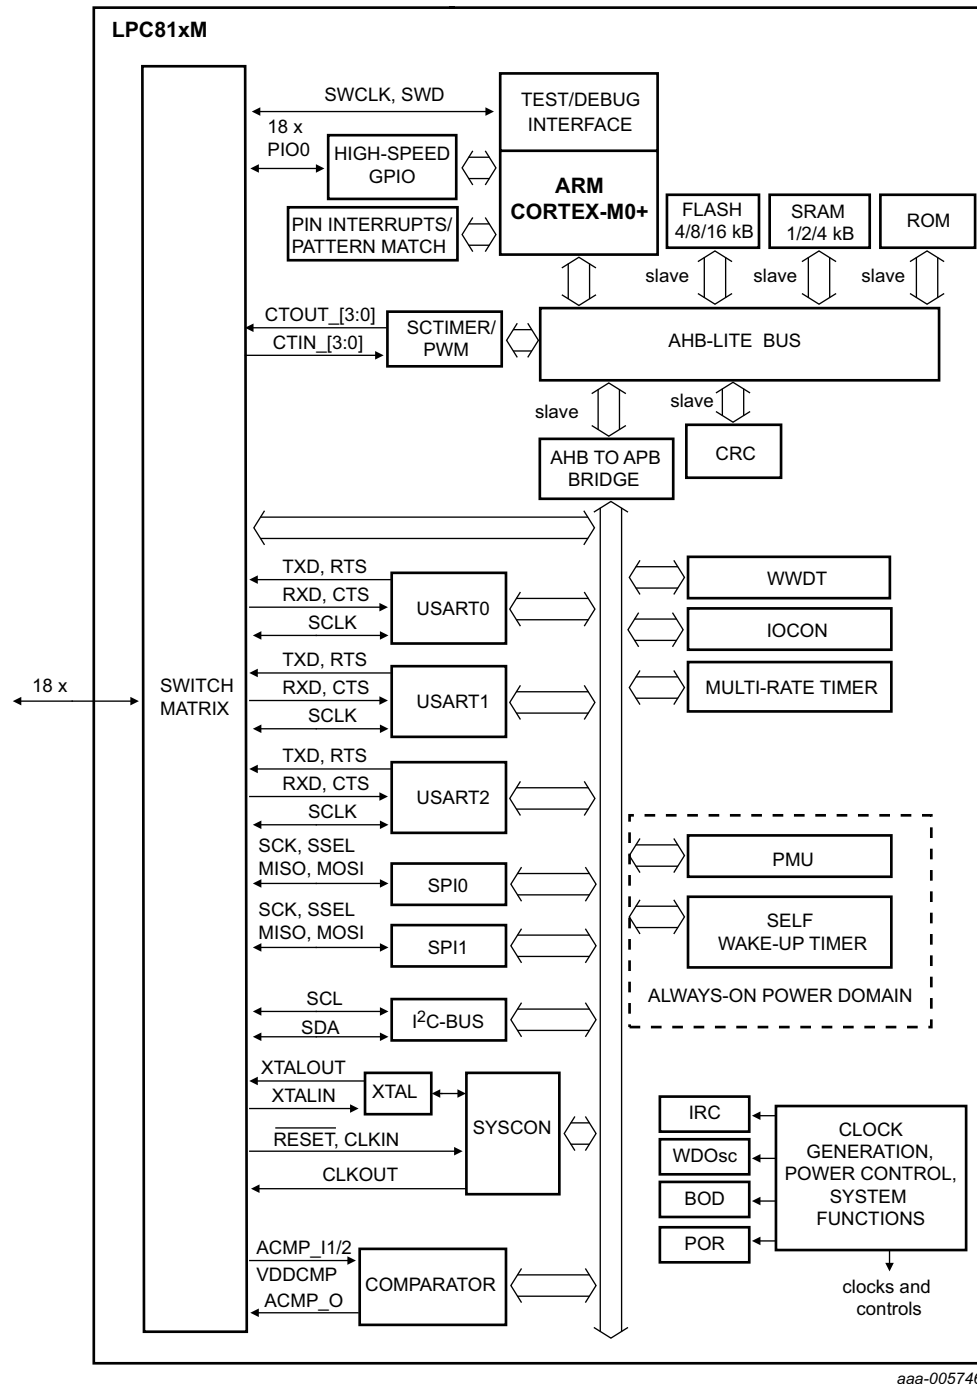 LPC81xM
SWCLK, SWD
TEST/DEBUG
INTERFACE
18 x
PIO0
HIGH-SPEED
GPIO
ARM
CORTEX-M0+
PIN INTERRUPTS/
PATTERN MATCH
FLASH
4/8/16 kB
SRAM
1/2/4 kB
ROM
slave
slave
slave
CTOUT_[3:0]
CTIN_[3:0]
SCTIMER/
PWM
AHB-LITE BUS
slave
slave
AHB TO APB
BRIDGE
CRC
TXD, RTS
RXD, CTS
SCLK
USART0
WWDT
IOCON
18 x
SWITCH
MATRIX
TXD, RTS
RXD, CTS
SCLK
USART1
MULTI-RATE TIMER
TXD, RTS
RXD, CTS
SCLK
USART2
SCK, SSEL
MISO, MOSI
SPI0
PMU
SCK, SSEL
MISO, MOSI
SPI1
SELF
WAKE-UP TIMER
ALWAYS-ON POWER DOMAIN
SCL
SDA
I2C-BUS
XTALOUT
XTALIN
XTAL
RESET, CLKIN
CLKOUT
SYSCON
IRC
WDOsc
BOD
POR
CLOCK
GENERATION,
POWER CONTROL,
SYSTEM
FUNCTIONS
clocks and
controls
ACMP_I1/2
VDDCMP
ACMP_O
COMPARATOR